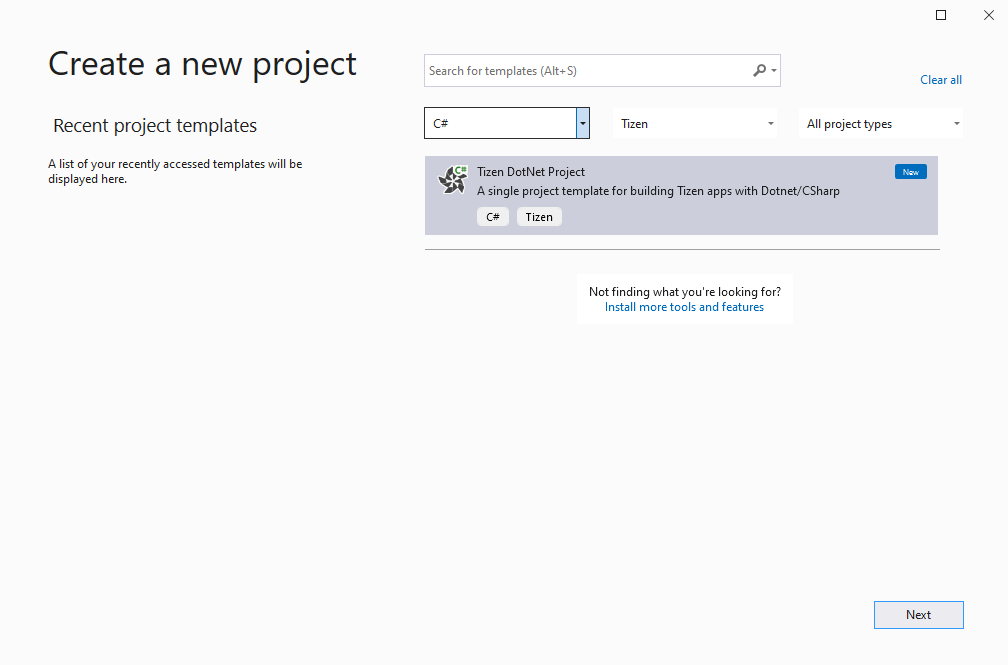 Create a new project
Search for templates (Alt+S)
Clear all
C#
Tizen
All project types
Recent project templates
A list of your recently accessed templates will be
displayed here.
C#
Tizen DotNet Project
New
A single project template for building Tizen apps with Dotnet/CSharp
C#
Tizen
Not finding what you're looking for?
Install more tools and features
Next